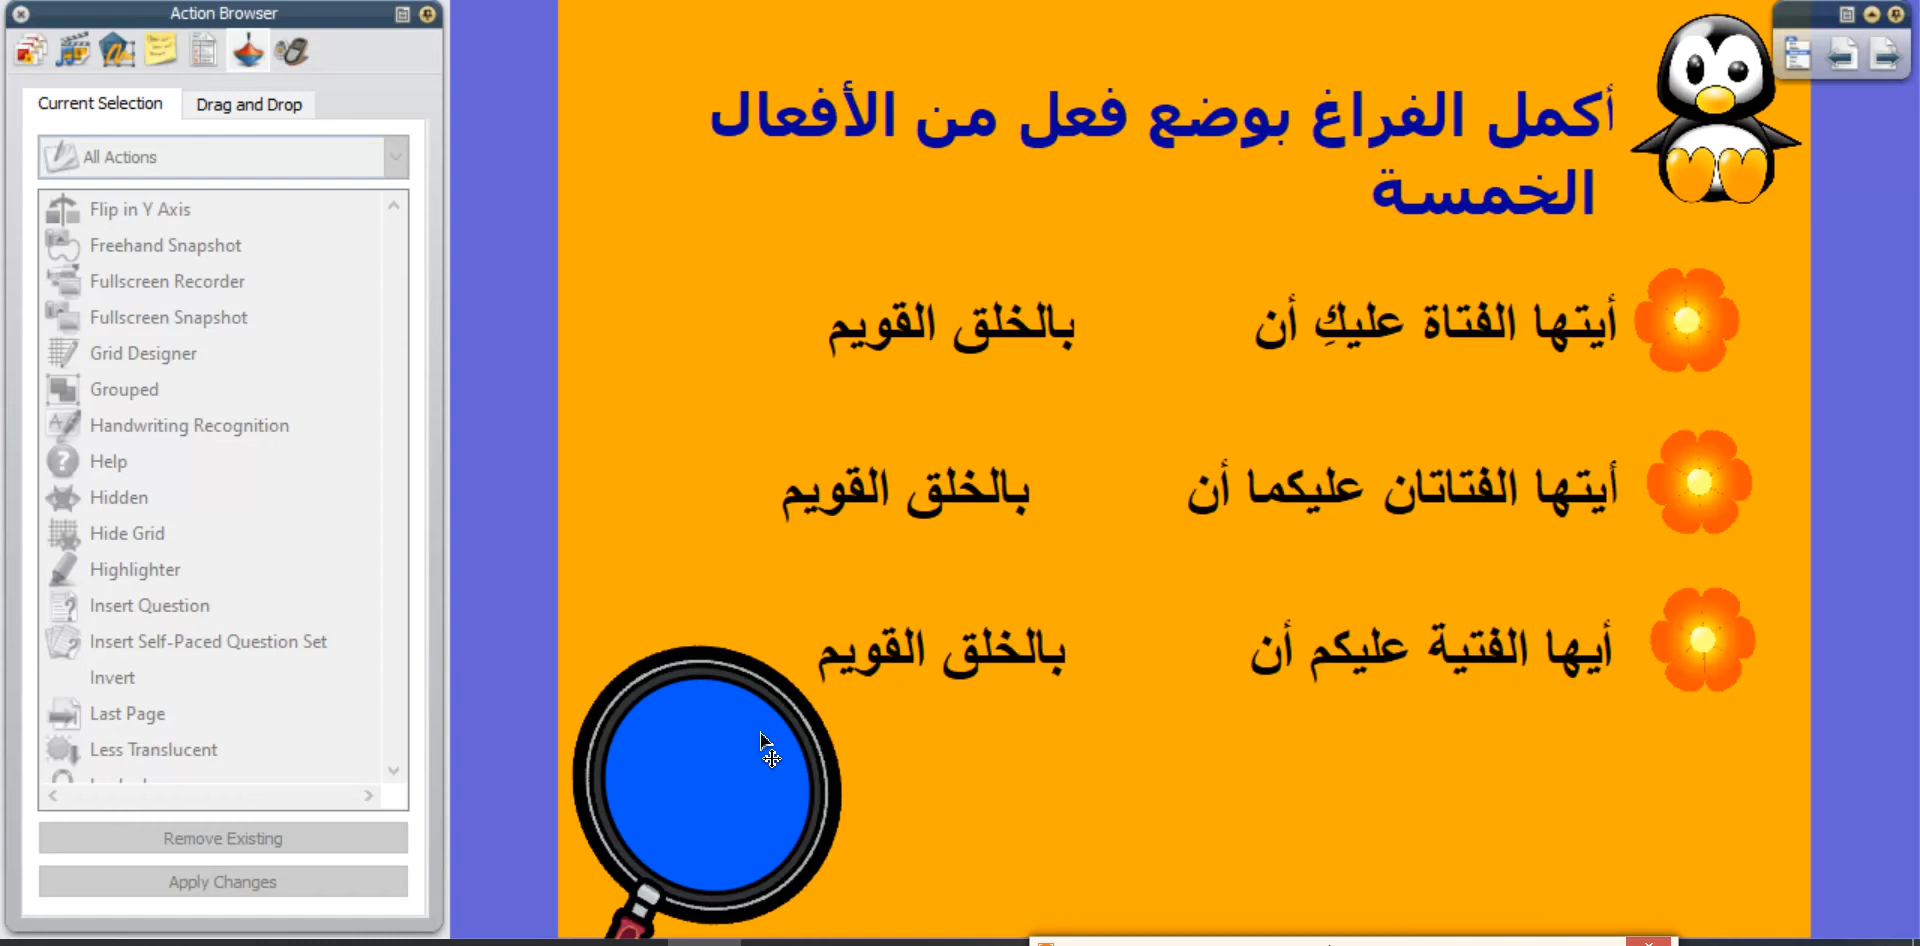 Action Browser
Current Selection
Drag and Drop
All Actions
Flip in Y Axis
Freehand Snapshot
Fullscreen Recorder
Fullscreen Snapshot
Grid Designer
Grouped
Handwriting Recognition
Help
Hidden
Hide Grid
Highlighter
Insert Question
Insert Self-Paced Question Set
Invert
Last Page
Less Translucent
Remove Existing
Apply Changes
أكمل الفراغ بوضع فعل من الأفعال
الخمسة
أيتها الفتاة عليكِ أن بالخلق القويم
أيتها الفتاتان عليكما أن بالخلق القويم
أيها الفتية عليكم أن بالخلق القويم